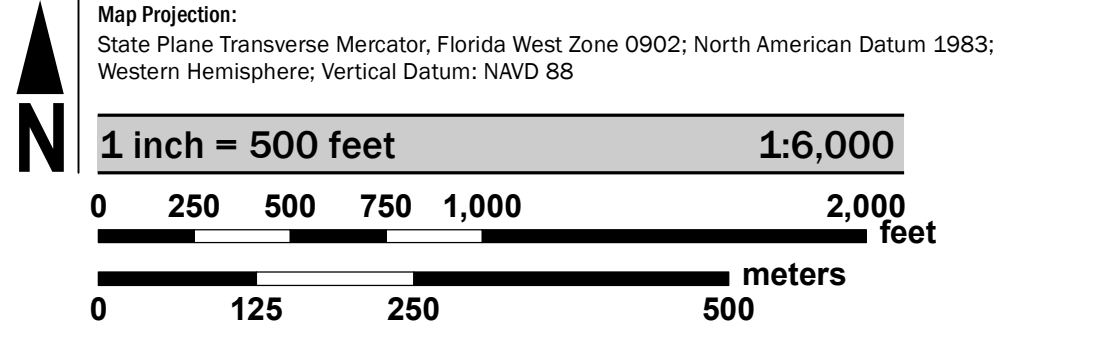 Map Projection:
State Plane Transverse Mercator, Florida West Zone 0902; North American Datum 1983;
Western Hemisphere; Vertical Datum: NAVD 88
N
1 inch = 500 feet 1:6,000
0 250 500 750 1,000 2,000
feet
meters
0 125 250 500